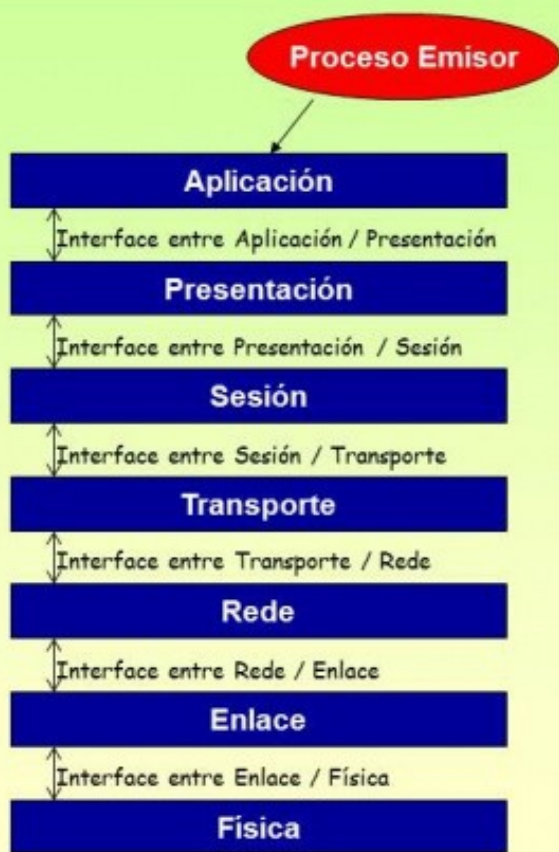 Proceso Emisor
Aplicación
Interface entre Aplicación / Presentación
Presentación
Interface entre Presentación / Sesión
Sesión
Interface entre Sesión / Transporte
Transporte
Interface entre Transporte / Rede
Rede
Interface entre Rede / Enlace
Enlace
Interface entre Enlace / Física
Física